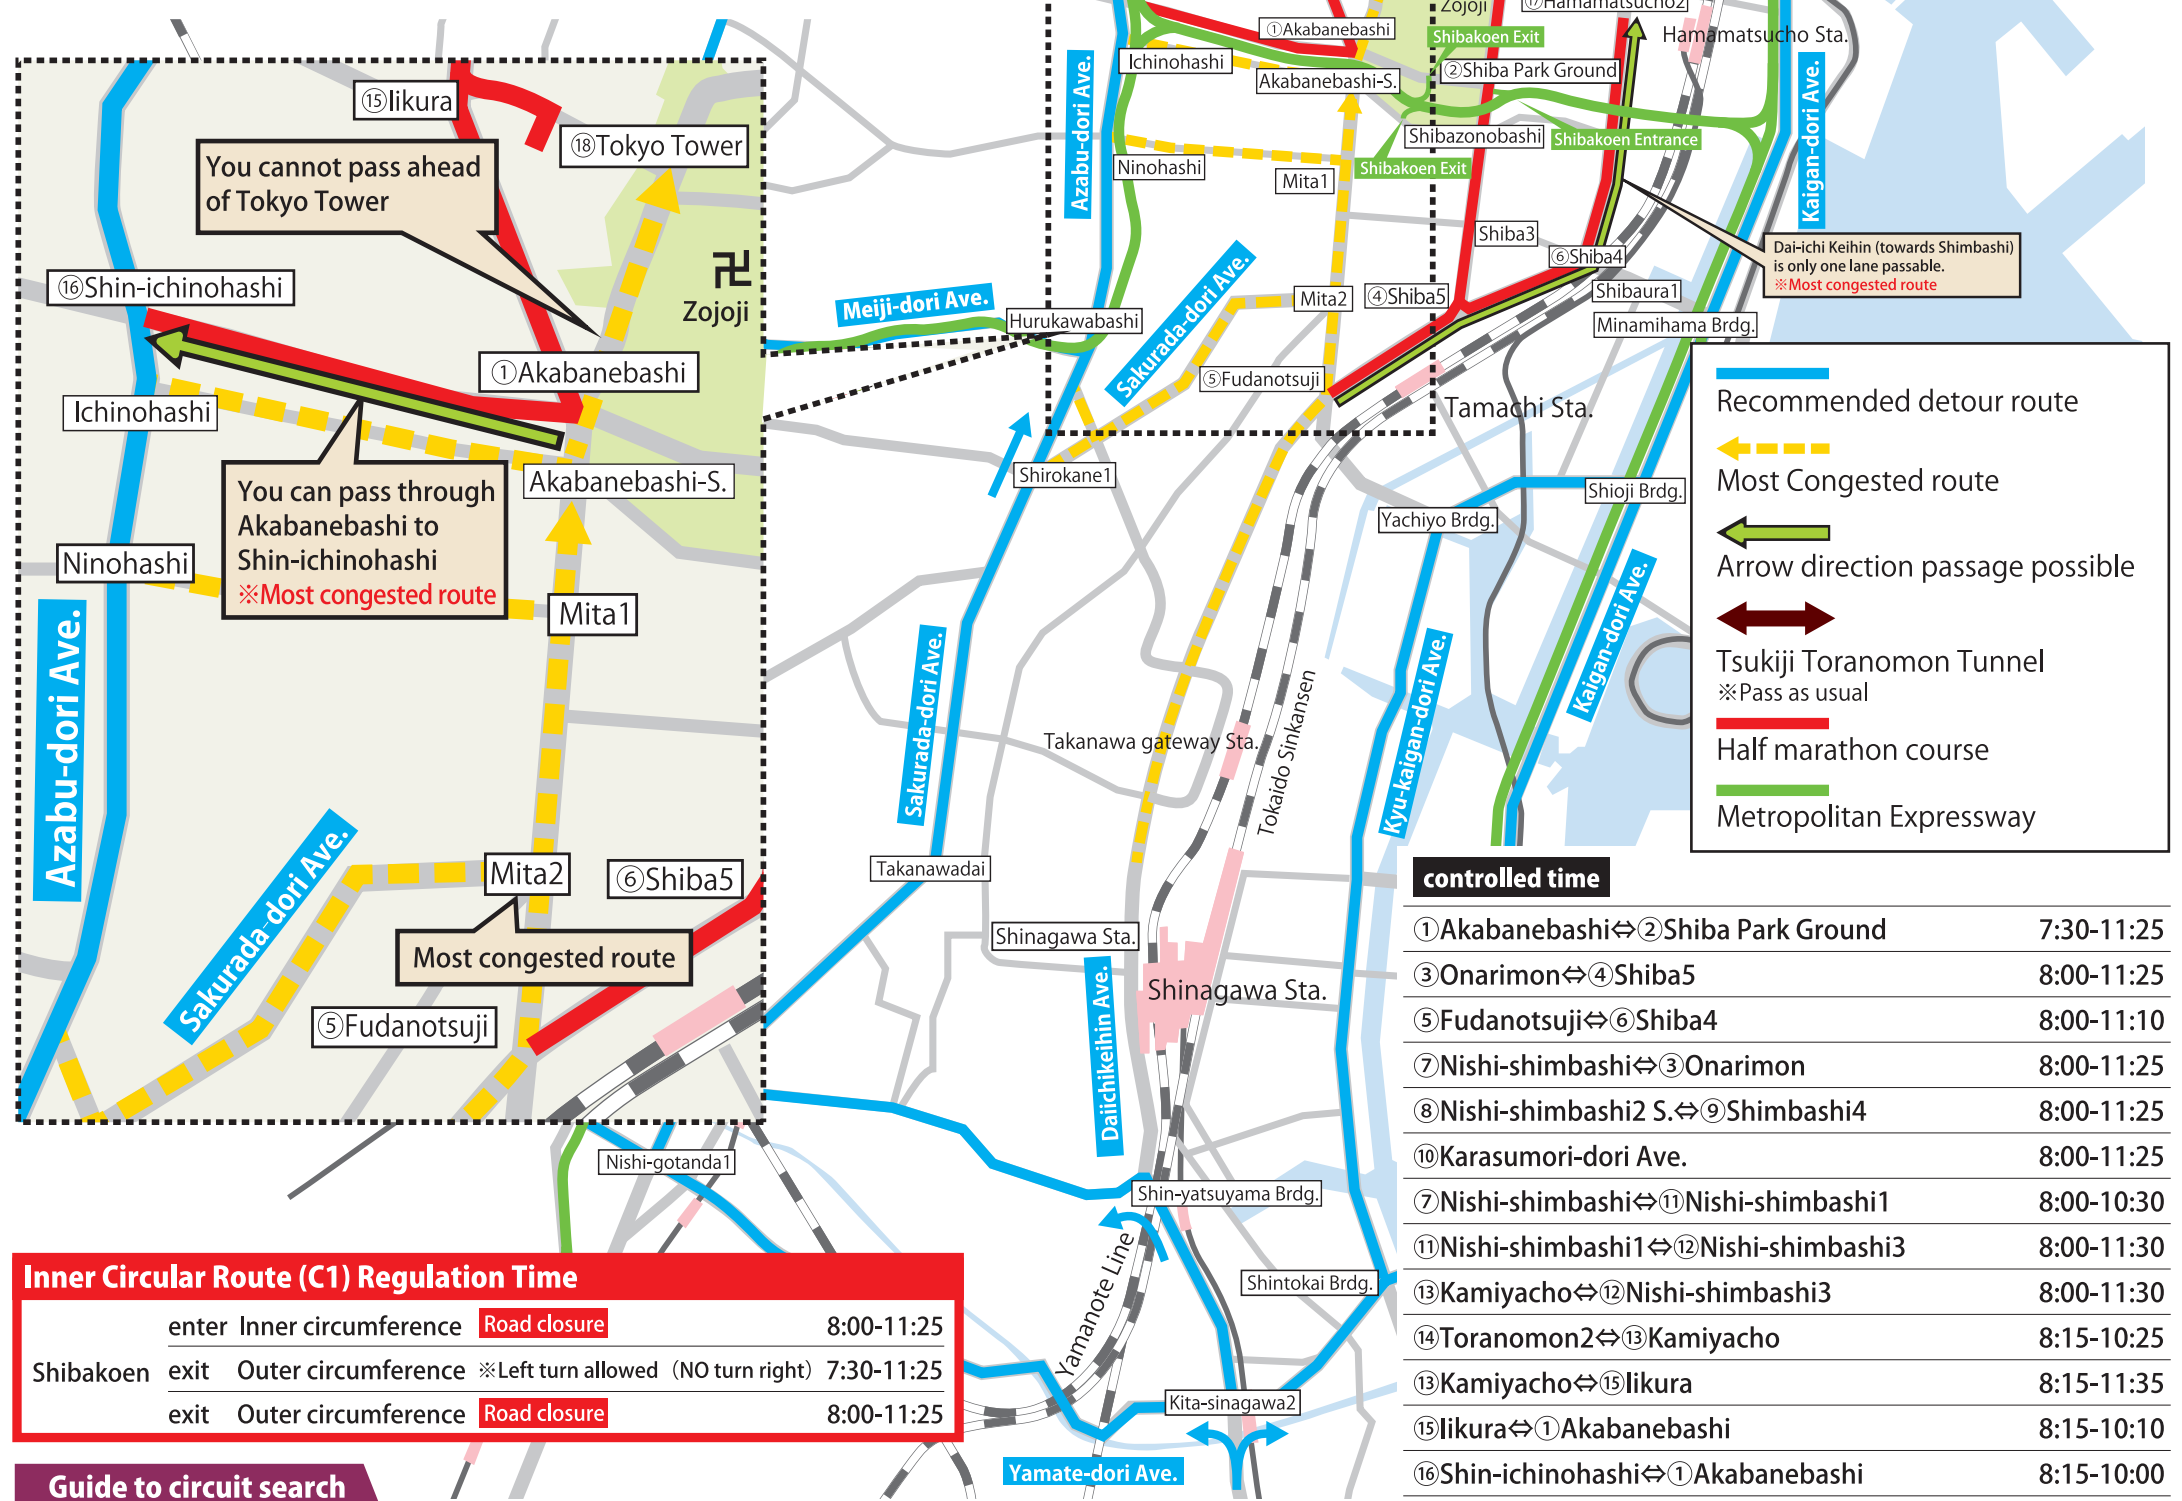 ⑮Iikura
You cannot pass ahead
of Tokyo Tower
⑱Tokyo Tower
⑯Shin-ichinohashi
卍
Zojoji
①Akabanebashi
Ichinohashi
You can pass through
Akabanebashi to
Shin-ichinohashi
※Most congested route
Akabanebashi-S.
Ninohashi
Mita1
Azabu-dori Ave.
Sakurada-dori Ave.
Mita2
⑥Shiba5
Most congested route
⑤Fudanotsuji
Zojoji
⑰Hamamatsucho2
①Akabanebashi
Shibakoen Exit
Hamamatsucho Sta.
Ichinohashi
Akabanebashi-S.
②Shiba Park Ground
Azabu-dori Ave.
Kaigan-dori Ave.
Shibazonobashi
Shibakoen Entrance
Ninohashi
Mita1
Shibakoen Exit
Shiba3
⑥Shiba4
Dai-ichi Keihin (towards Shimbashi)
is only one lane passable.
※Most congested route
Meiji-dori Ave.
Hurukawabashi
Sakurada-dori Ave.
Mita2
④Shiba5
Shibaura1
Minamihama Brdg.
⑤Fudanotsuji
Tamachi Sta.
Shirokane1
Shioji Brdg.
Yachiyo Brdg.
Kaigan-dori Ave.
Sakurada-dori Ave.
Takanawa gateway Sta.
Tokaido Sinkansen
Kyu-kaigan-dori Ave.
Takanawadai
Shinagawa Sta.
Shinagawa Sta.
Daiichikeihin Ave.
Nishi-gotanda1
Shin-yatsuyama Brdg.
Yamanote Line
Shintokai Brdg.
Kita-sinagawa2
Yamate-dori Ave.
Recommended detour route
Most Congested route
Arrow direction passage possible
Tsukiji Toranomon Tunnel
※Pass as usual
Half marathon course
Metropolitan Expressway
controlled time
①Akabanebashi⇔②Shiba Park Ground 7:30-11:25
③Onarimon⇔④Shiba5 8:00-11:25
⑤Fudanotsuji⇔⑥Shiba4 8:00-11:10
⑦Nishi-shimbashi⇔③Onarimon 8:00-11:25
⑧Nishi-shimbashi2 S.⇔⑨Shimbashi4 8:00-11:25
⑩Karasumori-dori Ave. 8:00-11:25
⑦Nishi-shimbashi⇔⑪Nishi-shimbashi1 8:00-10:30
⑪Nishi-shimbashi1⇔⑫Nishi-shimbashi3 8:00-11:30
⑬Kamiyacho⇔⑫Nishi-shimbashi3 8:00-11:30
⑭Toranomon2⇔⑬Kamiyacho 8:15-10:25
⑬Kamiyacho⇔⑮Iikura 8:15-11:35
⑮Iikura⇔①Akabanebashi 8:15-10:10
⑯Shin-ichinohashi⇔①Akabanebashi 8:15-10:00
Inner Circular Route (C1) Regulation Time
enter Inner circumference Road closure 8:00-11:25
Shibakoen exit Outer circumference ※Left turn allowed (NO turn right) 7:30-11:25
exit Outer circumference Road closure 8:00-11:25
Guide to circuit search